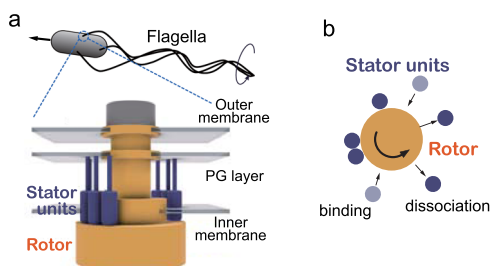 a
Flagella
Outer
membrane
PG layer
Stator
units
Inner
membrane
Rotor
b
Stator units
Rotor
binding
dissociation